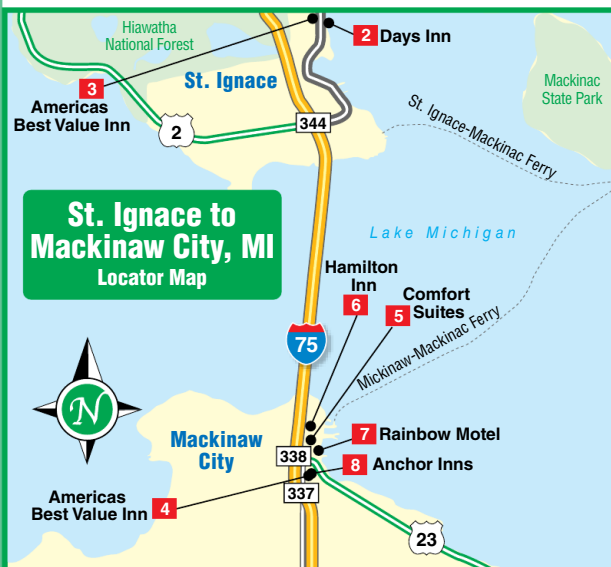 Hiawatha
National Forest
2 Days Inn
3
St. Ignace
Americas
Best Value Inn
Mackinac
State Park
2
344
St. Ignace-Mackinac Ferry
St. Ignace to
Mackinaw City, MI
Locator Map
Lake Michigan
Hamilton
Inn
6
Comfort
Suites
5
75
Mickinaw-Mackinac Ferry
N
Mackinaw
City
7 Rainbow Motel
338
8 Anchor Inns
337
Americas
Best Value Inn 4
23